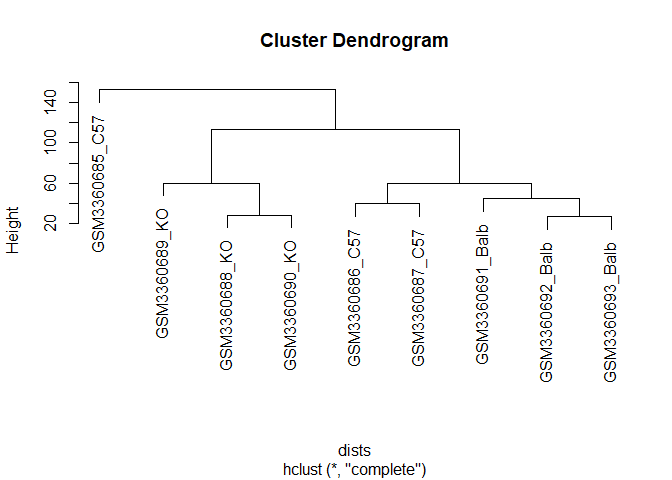 Cluster Dendrogram
Height
140
100
60
20
GSM3360685_C57
GSM3360689_KO
GSM3360688_KO
GSM3360690_KO
GSM3360686_C57
GSM3360687_C57
GSM3360691_Balb
GSM3360692_Balb
GSM3360693_Balb
dists
hclust (*, "complete")